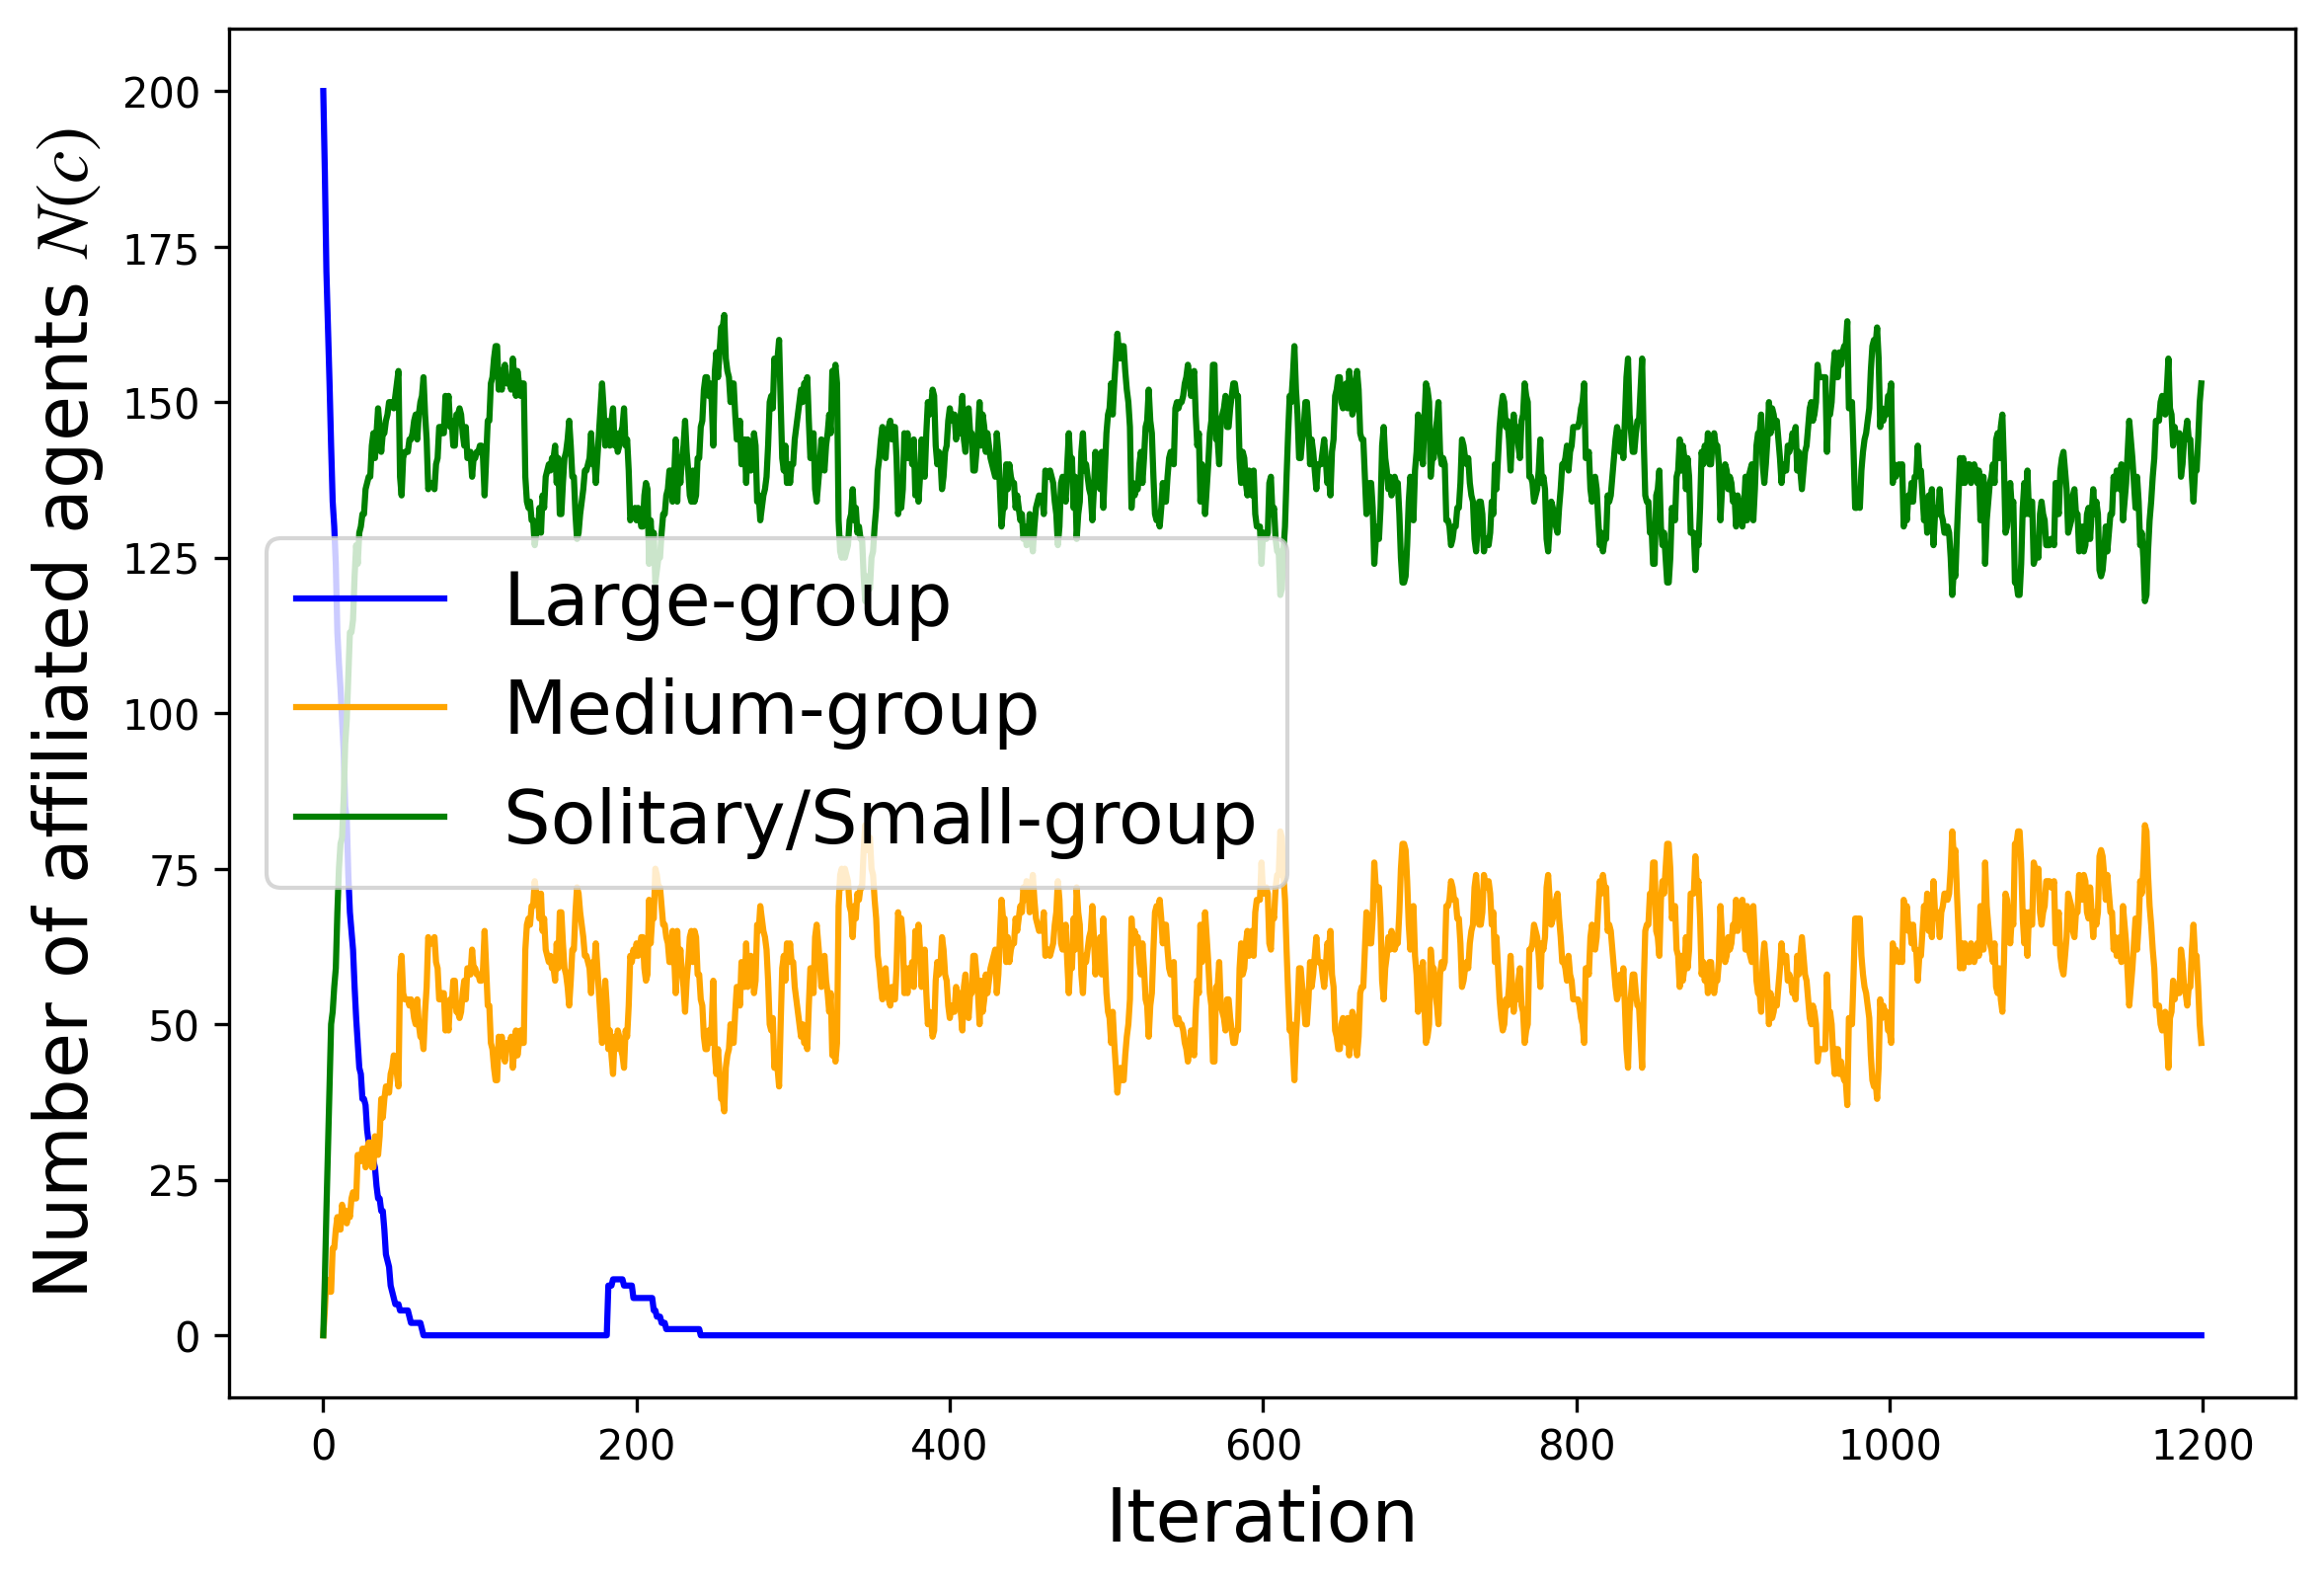 Number of affiliated agents N(c)
200
175
150
125
100
75
50
25
0
Large-group
Medium-group
Solitary/Small-group
0 200 400 600 800 1000 1200
Iteration